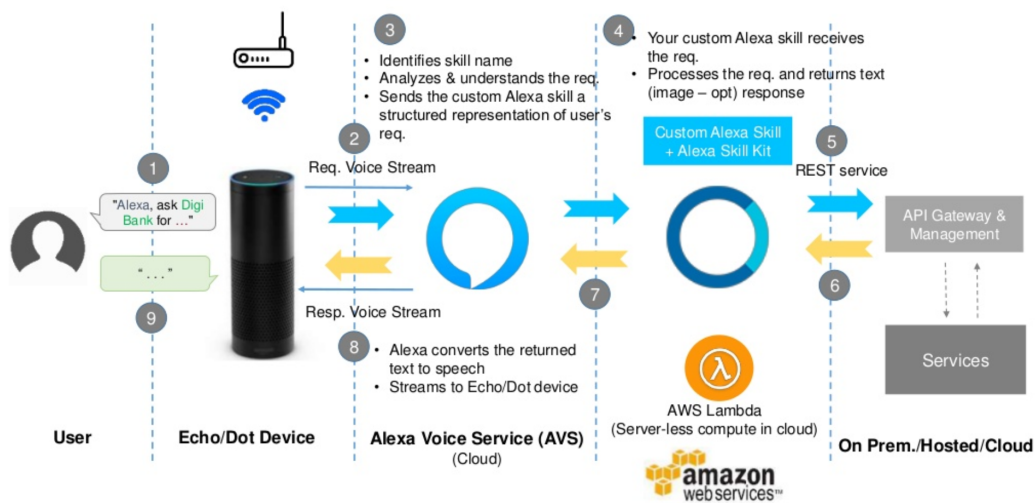 3
• Identifies skill name
• Analyzes & understands the req.
• Sends the custom Alexa skill a
structured representation of user's
req.
4
• Your custom Alexa skill receives
the req.
• Processes the req. and returns text
(image – opt) response
1
"Alexa, ask Digi
Bank for ..."
2
Req. Voice Stream
Custom Alexa Skill
+ Alexa Skill Kit
5
REST service
API Gateway &
Management
" . . . "
9
Resp. Voice Stream
7
6
Services
8
• Alexa converts the returned
text to speech
• Streams to Echo/Dot device
λ
AWS Lambda
(Server-less compute in cloud)
User
Echo/Dot Device
Alexa Voice Service (AVS)
(Cloud)
On Prem./Hosted/Cloud
amazon
web services™